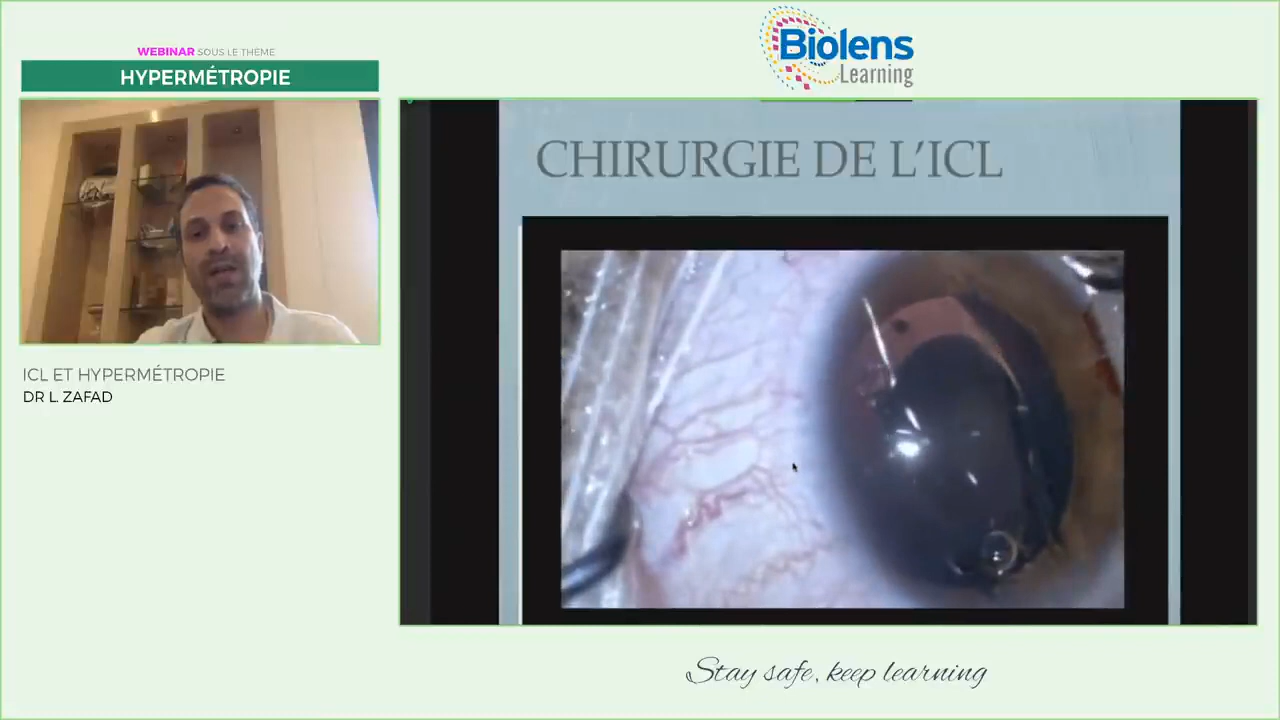 WEBINAR SOUS LE THÈME
HYPERMÉTROPIE
Biolens
Learning
CHIRURGIE DE L'ICL
ICL ET HYPERMÉTROPIE
DR L. ZAFAD
Stay safe, keep learning